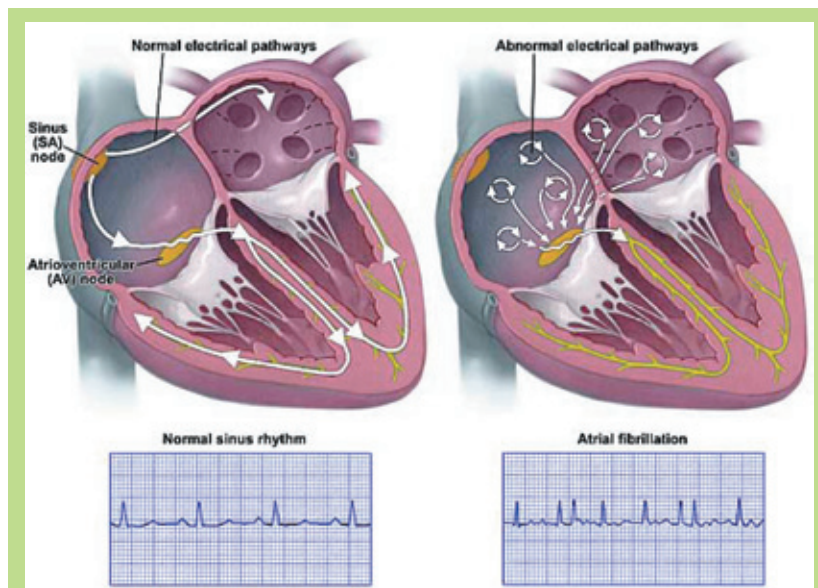 Normal electrical pathways
Abnormal electrical pathways
Sinus
(SA)
node
Atrioventricular
(AV) node
Normal sinus rhythm
Atrial fibrillation